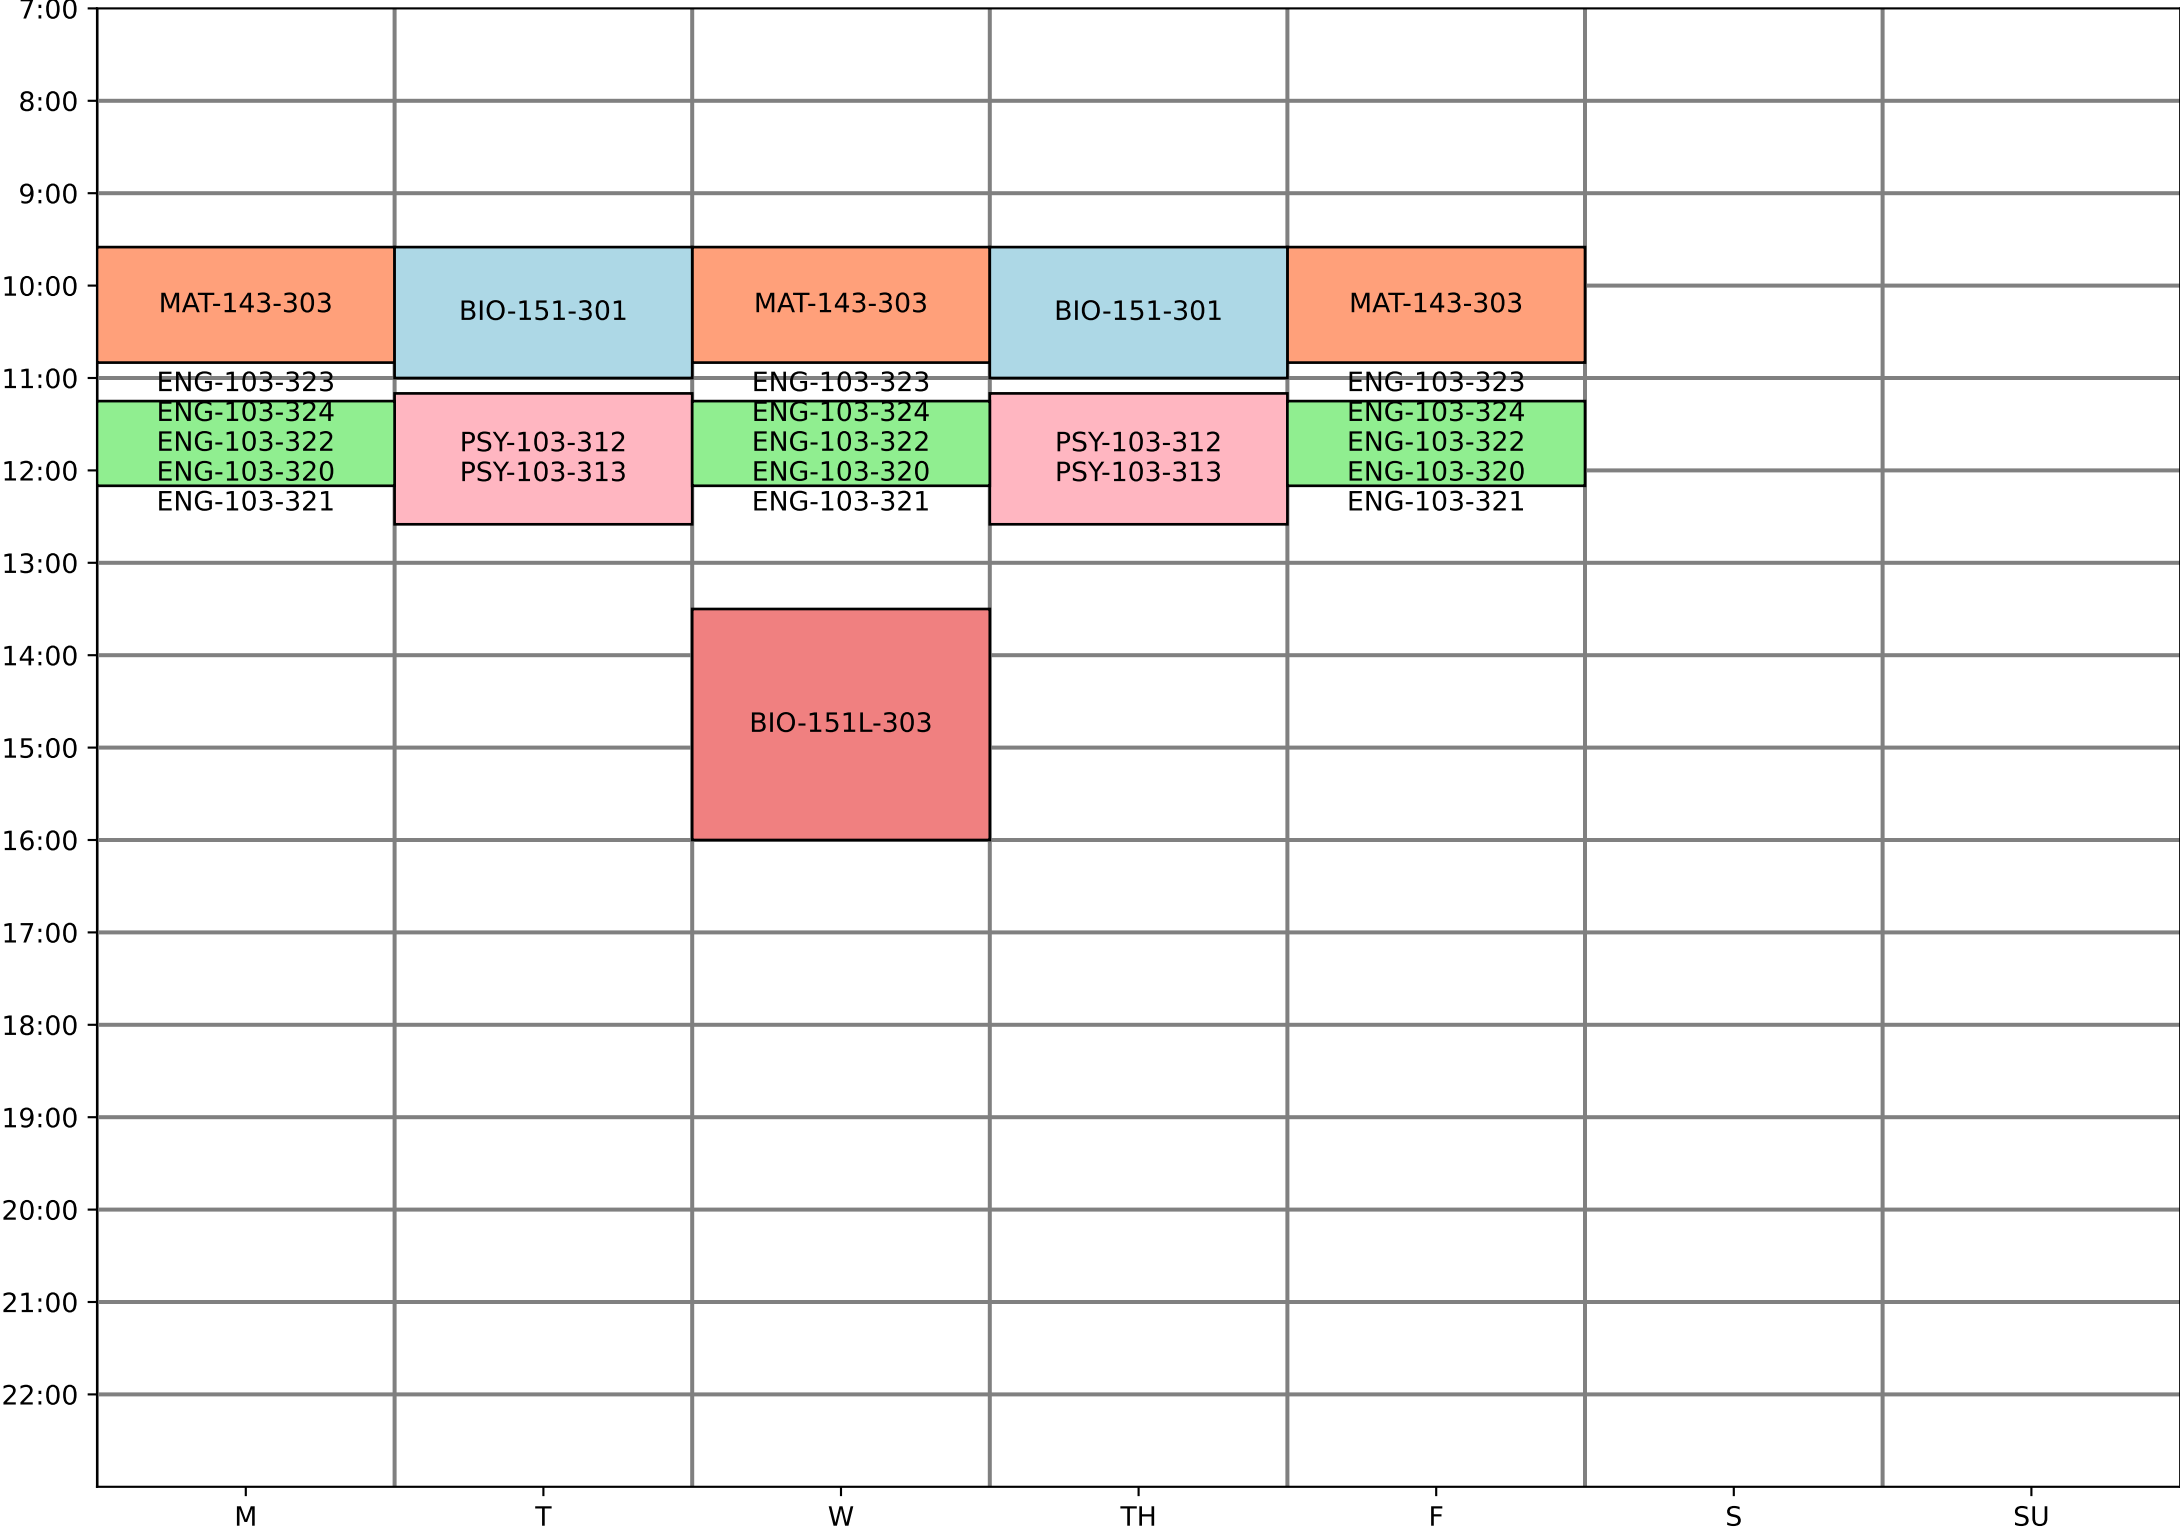 7:00
8:00
9:00
10:00
11:00
12:00
13:00
14:00
15:00
16:00
17:00
18:00
19:00
20:00
21:00
22:00
MAT-143-303
ENG-103-323
ENG-103-324
ENG-103-322
ENG-103-320
ENG-103-321
BIO-151-301
PSY-103-312
PSY-103-313
MAT-143-303
ENG-103-323
ENG-103-324
ENG-103-322
ENG-103-320
ENG-103-321
BIO-151L-303
BIO-151-301
PSY-103-312
PSY-103-313
MAT-143-303
ENG-103-323
ENG-103-324
ENG-103-322
ENG-103-320
ENG-103-321
M
T
W
TH
F
S
SU